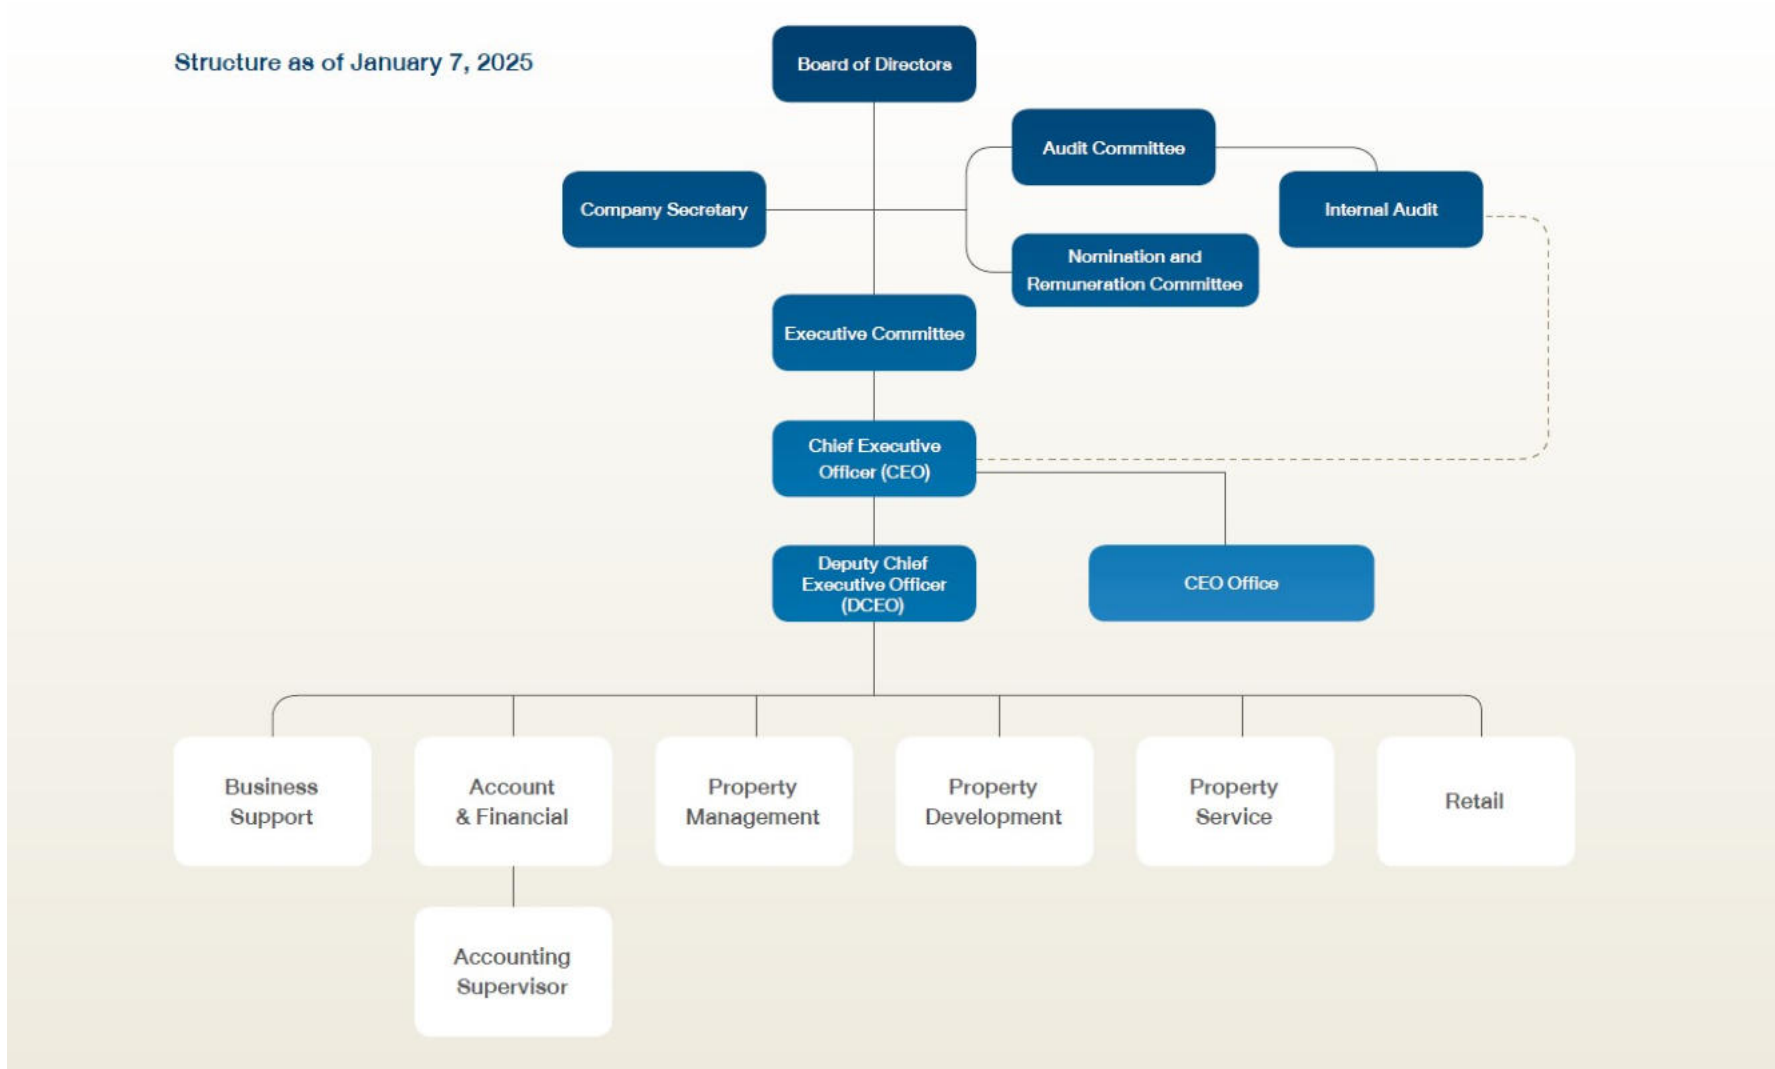 Structure as of January 7, 2025
Board of Directors
Audit Committee
Company Secretary
Internal Audit
Nomination and
Remuneration Committee
Executive Committee
Chief Executive
Officer (CEO)
Deputy Chief
Executive Officer
(DCEO)
CEO Office
Business
Support
Account
& Financial
Property
Management
Property
Development
Property
Service
Retail
Accounting
Supervisor